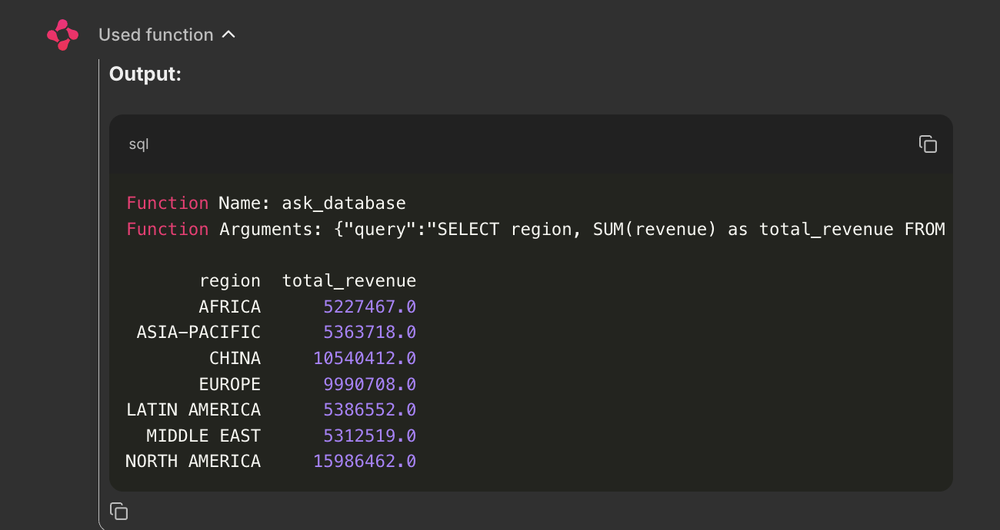 Used function
Output:
sql
Function Name: ask_database
Function Arguments: {"query":"SELECT region, SUM(revenue) as total_revenue FROM
region total_revenue
AFRICA 5227467.0
ASIA-PACIFIC 5363718.0
CHINA 10540412.0
EUROPE 9990708.0
LATIN AMERICA 5386552.0
MIDDLE EAST 5312519.0
NORTH AMERICA 15986462.0